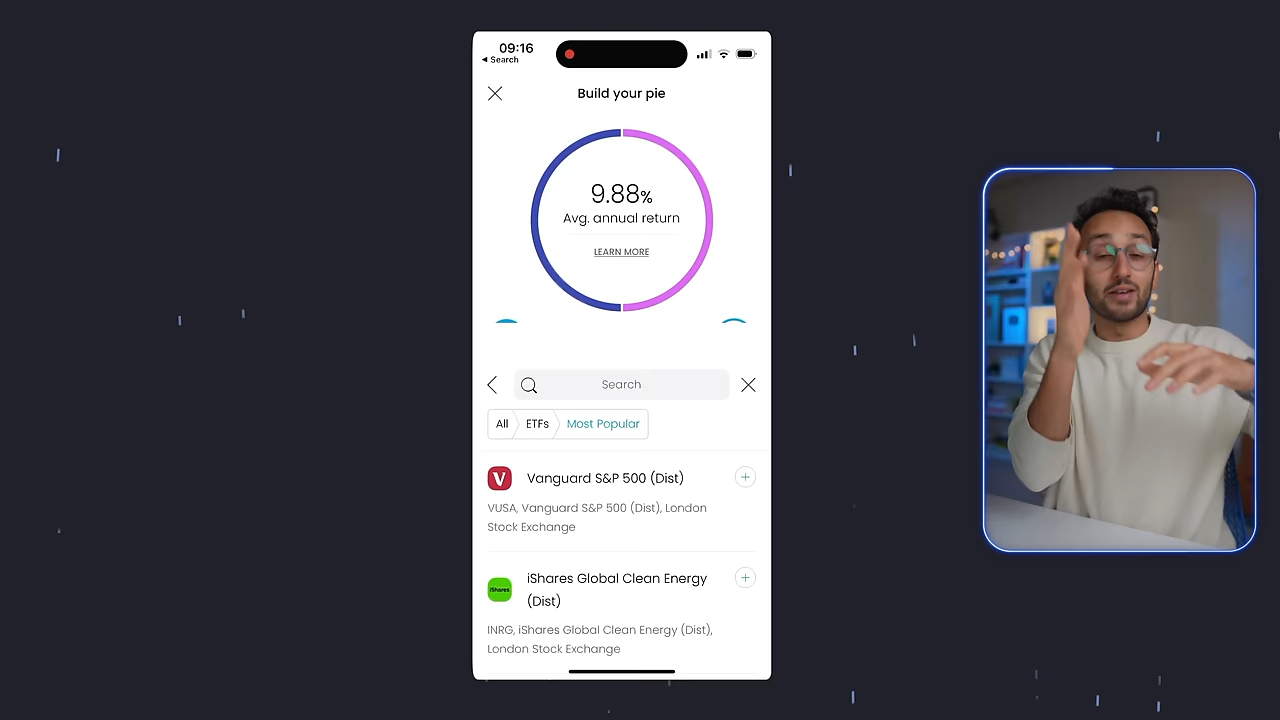 09:16
Search
Build your pie
9.88%
Avg. annual return
LEARN MORE
Search
All
ETFs
Most Popular
V
Vanguard S&P 500 (Dist)
VUSA, Vanguard S&P 500 (Dist), London
Stock Exchange
iShares
iShares Global Clean Energy
(Dist)
INRG, iShares Global Clean Energy (Dist),
London Stock Exchange